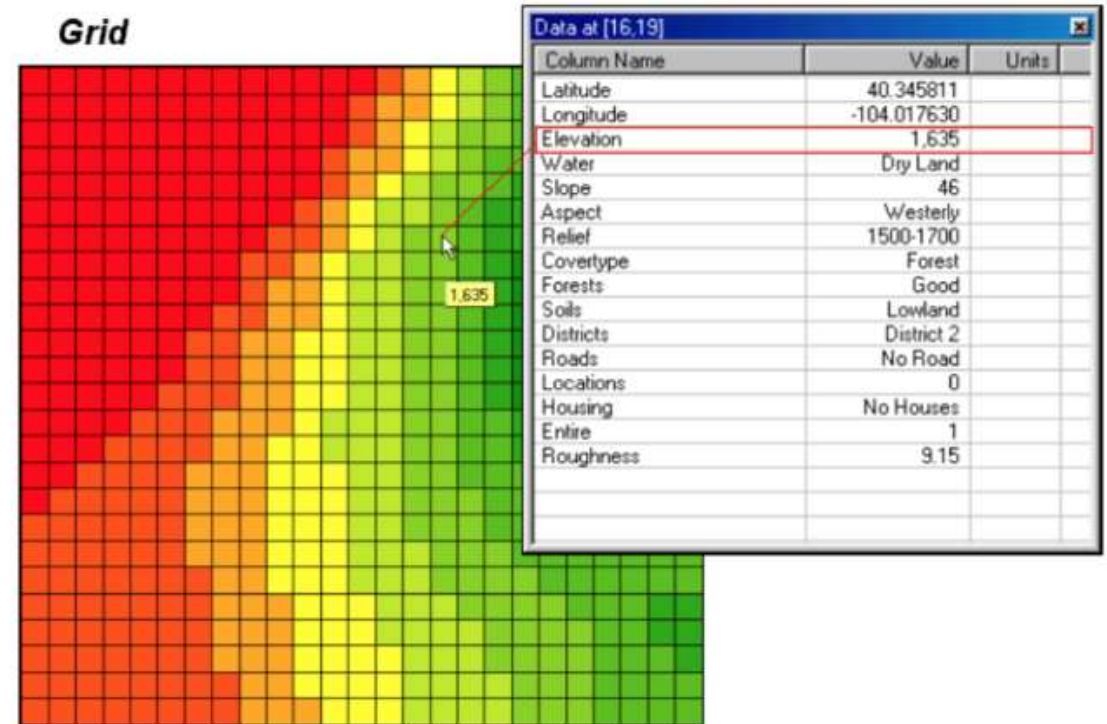 Grid
Data at [16,19]
Column Name Value Units
Latitude 40.345811
Longitude -104.017630
Elevation 1,635
Water Dry Land
Slope 46
Aspect Westerly
Relief 1500-1700
Covertype Forest
Forests Good
Soils Lowland
Districts District 2
Roads No Road
Locations 0
Housing No Houses
Entire 1
Roughness 9.15
1,635